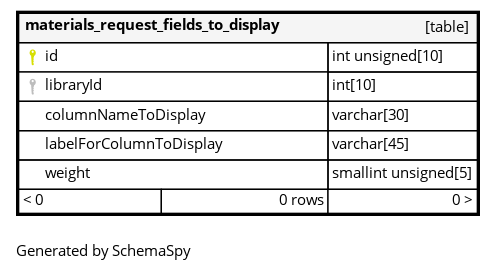 materials_request_fields_to_display [table]
id int unsigned[10]
libraryId int[10]
columnNameToDisplay varchar[30]
labelForColumnToDisplay varchar[45]
weight smallint unsigned[5]
< 0 0 rows 0 >
Generated by SchemaSpy